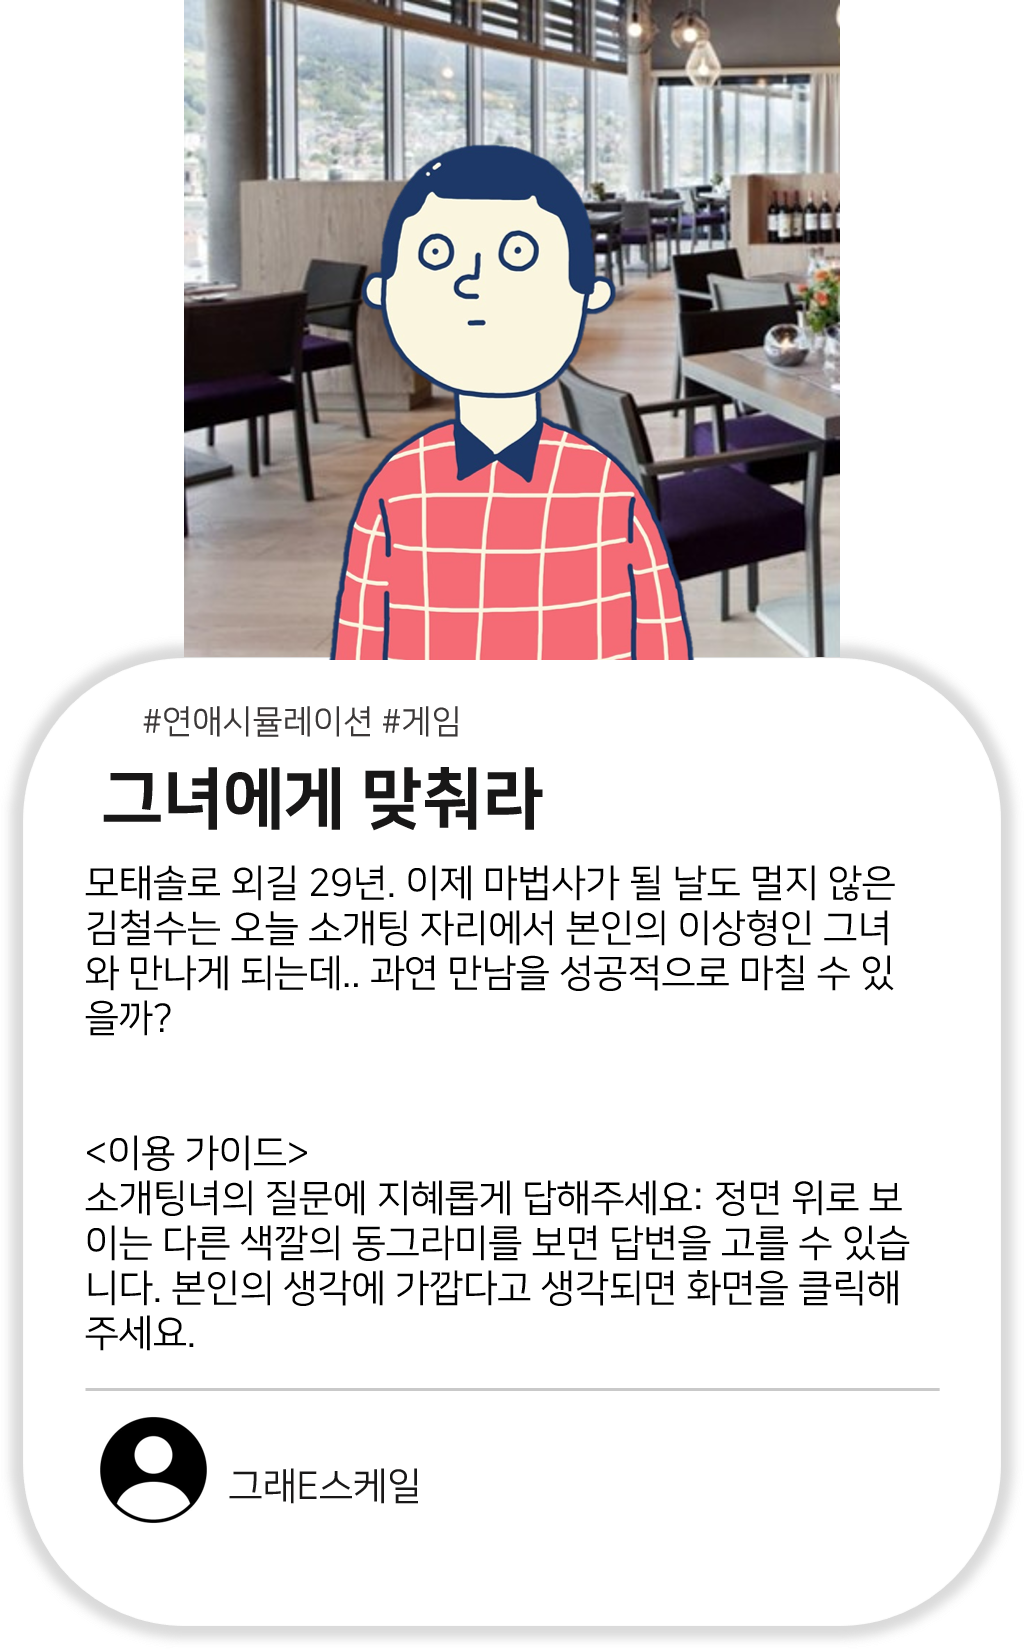 #연애시뮬레이션 #게임
그녀에게 맞춰라
모태솔로 외길 29년. 이제 마법사가 될 날도 멀지 않은
김철수는 오늘 소개팅 자리에서 본인의 이상형인 그녀
와 만나게 되는데.. 과연 만남을 성공적으로 마칠 수 있
을까?
<이용 가이드>
소개팅녀의 질문에 지혜롭게 답해주세요: 정면 위로 보
이는 다른 색깔의 동그라미를 보면 답변을 고를 수 있습
니다. 본인의 생각에 가깝다고 생각되면 화면을 클릭해
주세요.
그래E스케일